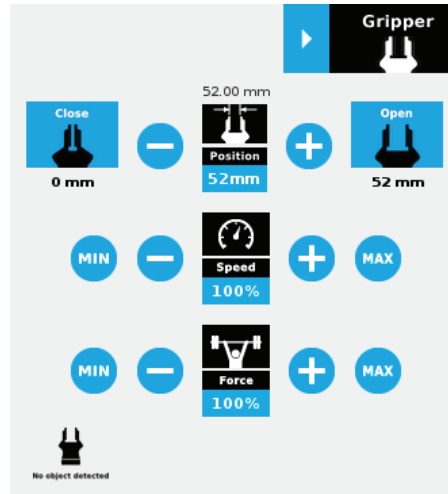 Gripper
52.00 mm
Close
Open
Position
52mm
0 mm
52 mm
MIN
MAX
Speed
100%
MIN
MAX
Force
100%
No object detected